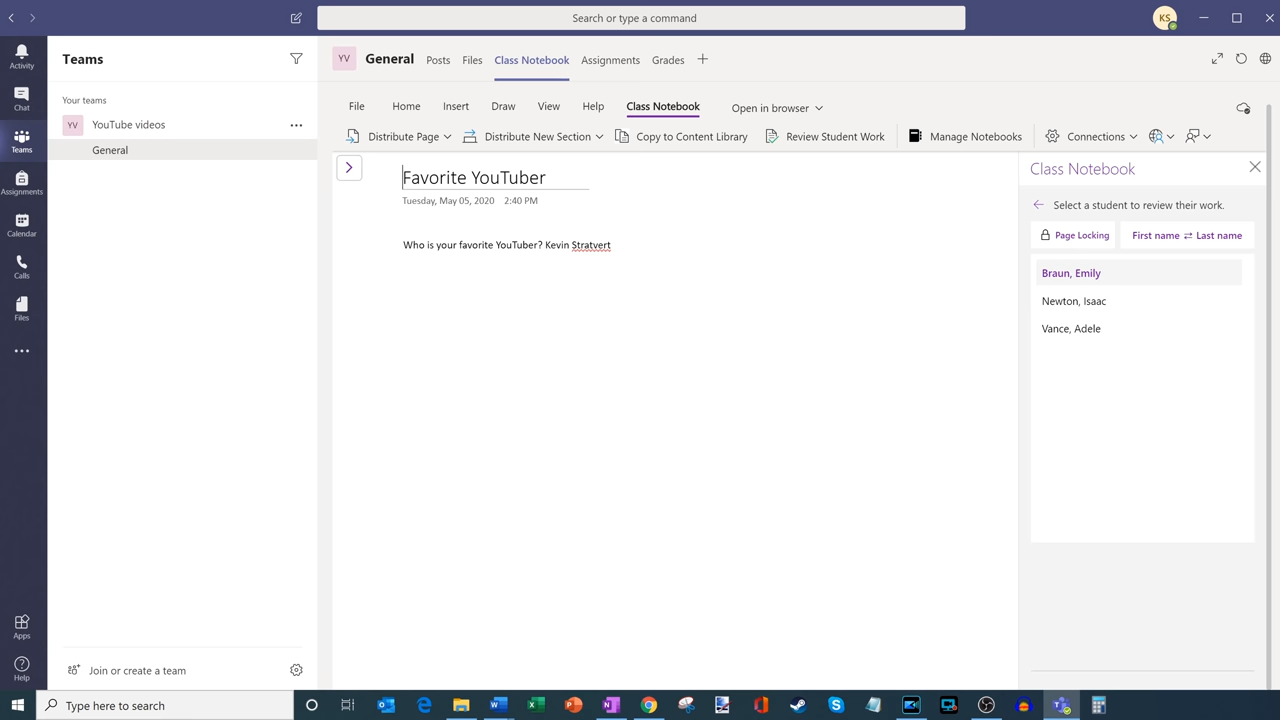 Search or type a command
KS
Activity
Chat
Teams
Assignments
Calendar
Calls
Files
Apps
Help
Teams
Your teams
YV YouTube videos
General
Join or create a team
YV General Posts Files Class Notebook Assignments Grades
File Home Insert Draw View Help Class Notebook Open in browser
Distribute Page Distribute New Section Copy to Content Library Review Student Work Manage Notebooks Connections
Favorite YouTuber
Tuesday, May 05, 2020 2:40 PM
Who is your favorite YouTuber? Kevin Stratvert
Class Notebook
Select a student to review their work.
Page Locking First name ⇄ Last name
Braun, Emily
Newton, Isaac
Vance, Adele
Type here to search